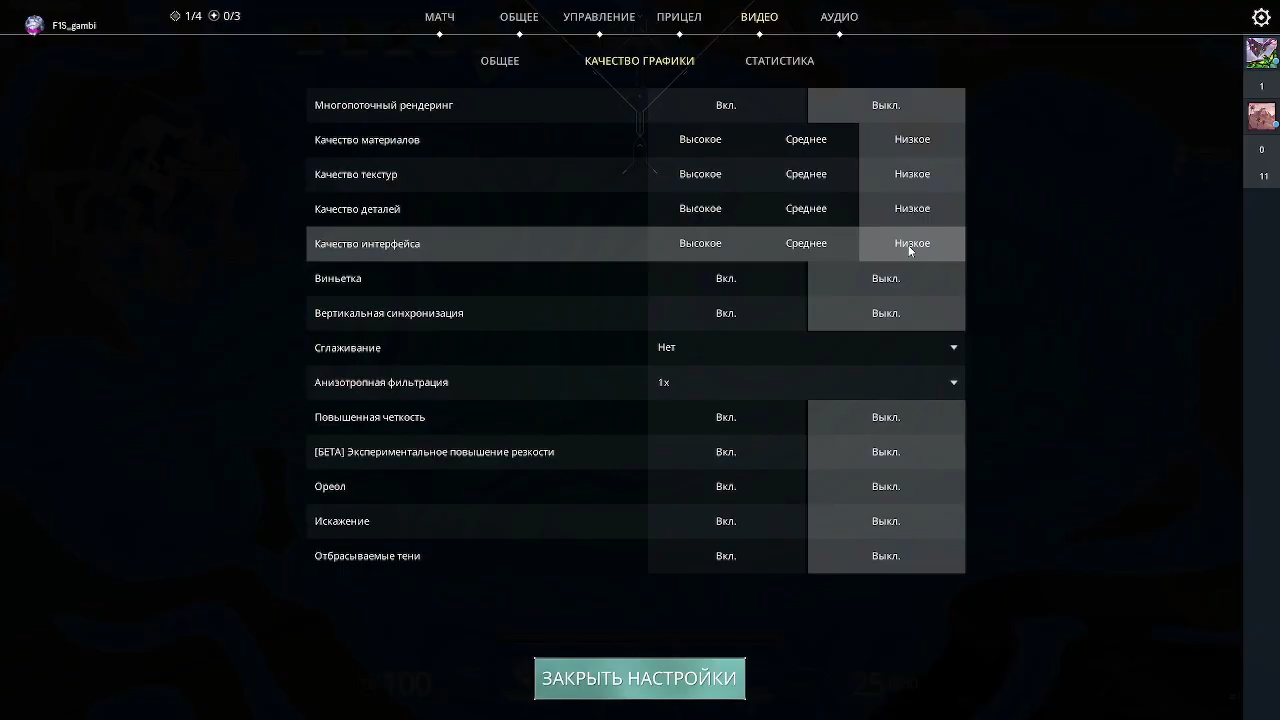 F1S_gambi
1/4 0/3
МАТЧ ОБЩЕЕ УПРАВЛЕНИЕ ПРИЦЕЛ ВИДЕО АУДИО
ОБЩЕЕ КАЧЕСТВО ГРАФИКИ СТАТИСТИКА
Многопоточный рендеринг Вкл. Выкл.
Качество материалов Высокое Среднее Низкое
Качество текстур Высокое Среднее Низкое
Качество деталей Высокое Среднее Низкое
Качество интерфейса Высокое Среднее Низкое
Виньетка Вкл. Выкл.
Вертикальная синхронизация Вкл. Выкл.
Сглаживание Нет
Анизотропная фильтрация 1x
Повышенная четкость Вкл. Выкл.
[БЕТА] Экспериментальное повышение резкости Вкл. Выкл.
Ореол Вкл. Выкл.
Искажение Вкл. Выкл.
Отбрасываемые тени Вкл. Выкл.
ЗАКРЫТЬ НАСТРОЙКИ
100
25
1
0
11